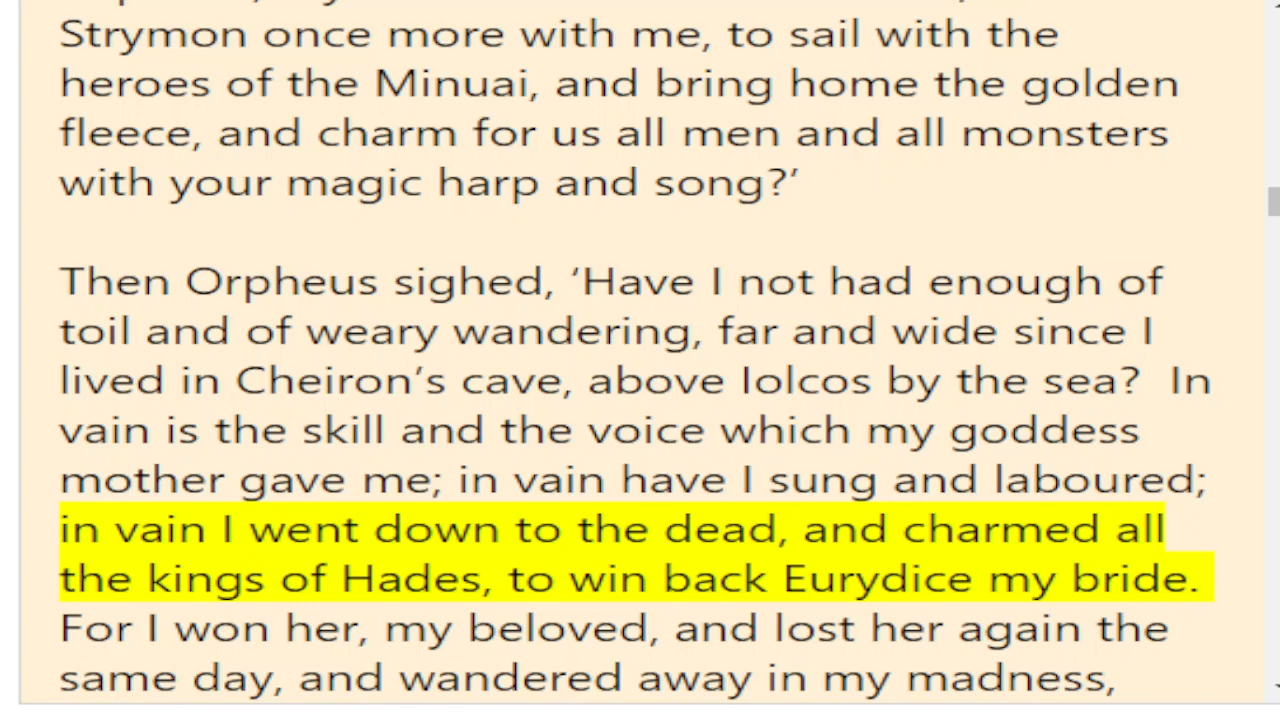 Strymon once more with me, to sail with the
heroes of the Minuai, and bring home the golden
fleece, and charm for us all men and all monsters
with your magic harp and song?’
Then Orpheus sighed, ‘Have I not had enough of
toil and of weary wandering, far and wide since I
lived in Cheiron’s cave, above Iolcos by the sea?  In
vain is the skill and the voice which my goddess
mother gave me; in vain have I sung and laboured;
in vain I went down to the dead, and charmed all
the kings of Hades, to win back Eurydice my bride.
For I won her, my beloved, and lost her again the
same day, and wandered away in my madness,